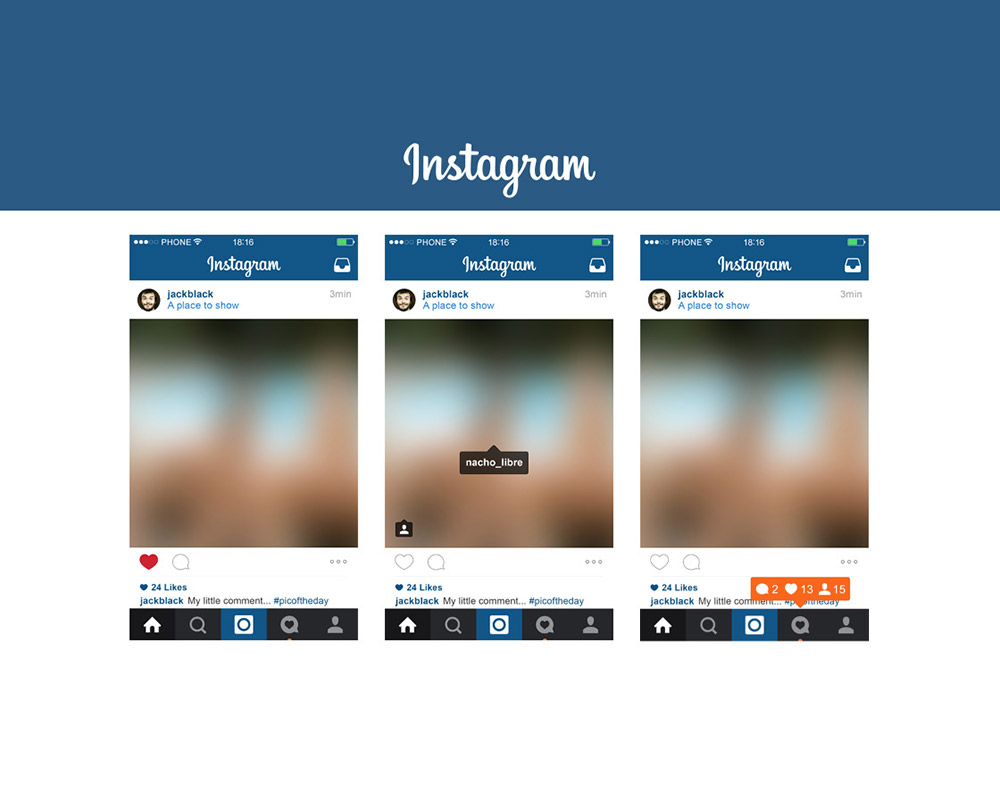 Instagram
PHONE 18:16
Instagram
jackblack 3min
A place to show
24 Likes
jackblack My little comment... #picoftheday
PHONE 18:16
Instagram
jackblack 3min
A place to show
nacho_libre
24 Likes
jackblack My little comment... #picoftheday
PHONE 18:16
Instagram
jackblack 3min
A place to show
24 Likes
2 13 15
jackblack My little comment... #picoftheday